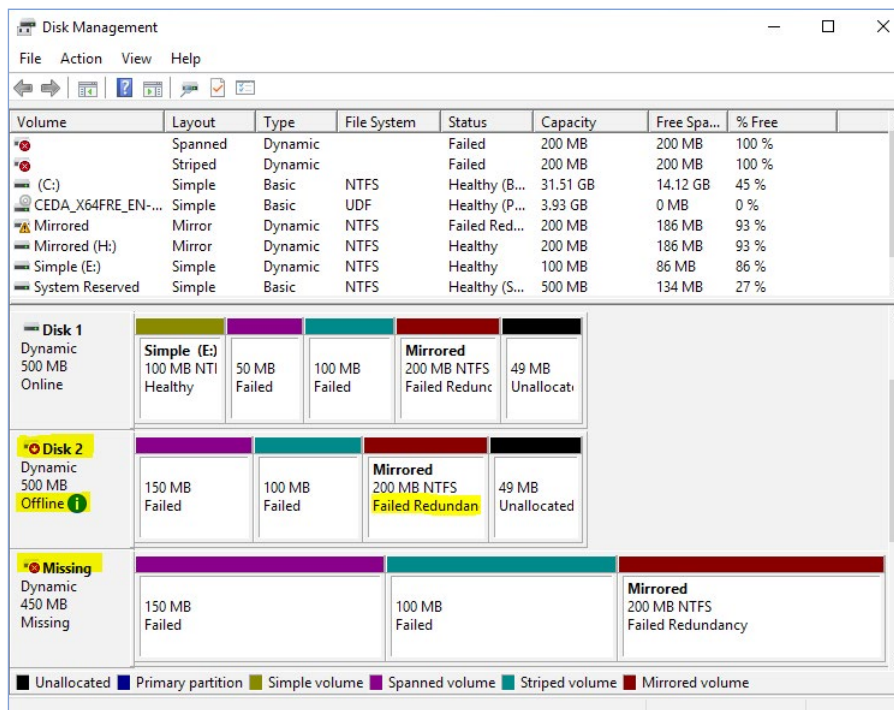 Disk Management
File Action View Help
Volume Layout Type File System Status Capacity Free Spa... % Free
Spanned Dynamic Failed 200 MB 200 MB 100 %
Striped Dynamic Failed 200 MB 200 MB 100 %
(C:) Simple Basic NTFS Healthy (B... 31.51 GB 14.12 GB 45 %
CEDA_X64FRE_EN-... Simple Basic UDF Healthy (P... 3.93 GB 0 MB 0 %
Mirrored Mirror Dynamic NTFS Failed Red... 200 MB 186 MB 93 %
Mirrored (H:) Mirror Dynamic NTFS Healthy 200 MB 186 MB 93 %
Simple (E:) Simple Dynamic NTFS Healthy 100 MB 86 MB 86 %
System Reserved Simple Basic NTFS Healthy (S... 500 MB 134 MB 27 %
Disk 1
Dynamic
500 MB
Online
Simple (E:)
100 MB NTI
Healthy
50 MB
Failed
100 MB
Failed
Mirrored
200 MB NTFS
Failed Redunc
49 MB
Unallocat
Disk 2
Dynamic
500 MB
Offline i
150 MB
Failed
100 MB
Failed
Mirrored
200 MB NTFS
Failed Redundan
49 MB
Unallocated
Missing
Dynamic
450 MB
Missing
150 MB
Failed
100 MB
Failed
Mirrored
200 MB NTFS
Failed Redundancy
Unallocated Primary partition Simple volume Spanned volume Striped volume Mirrored volume